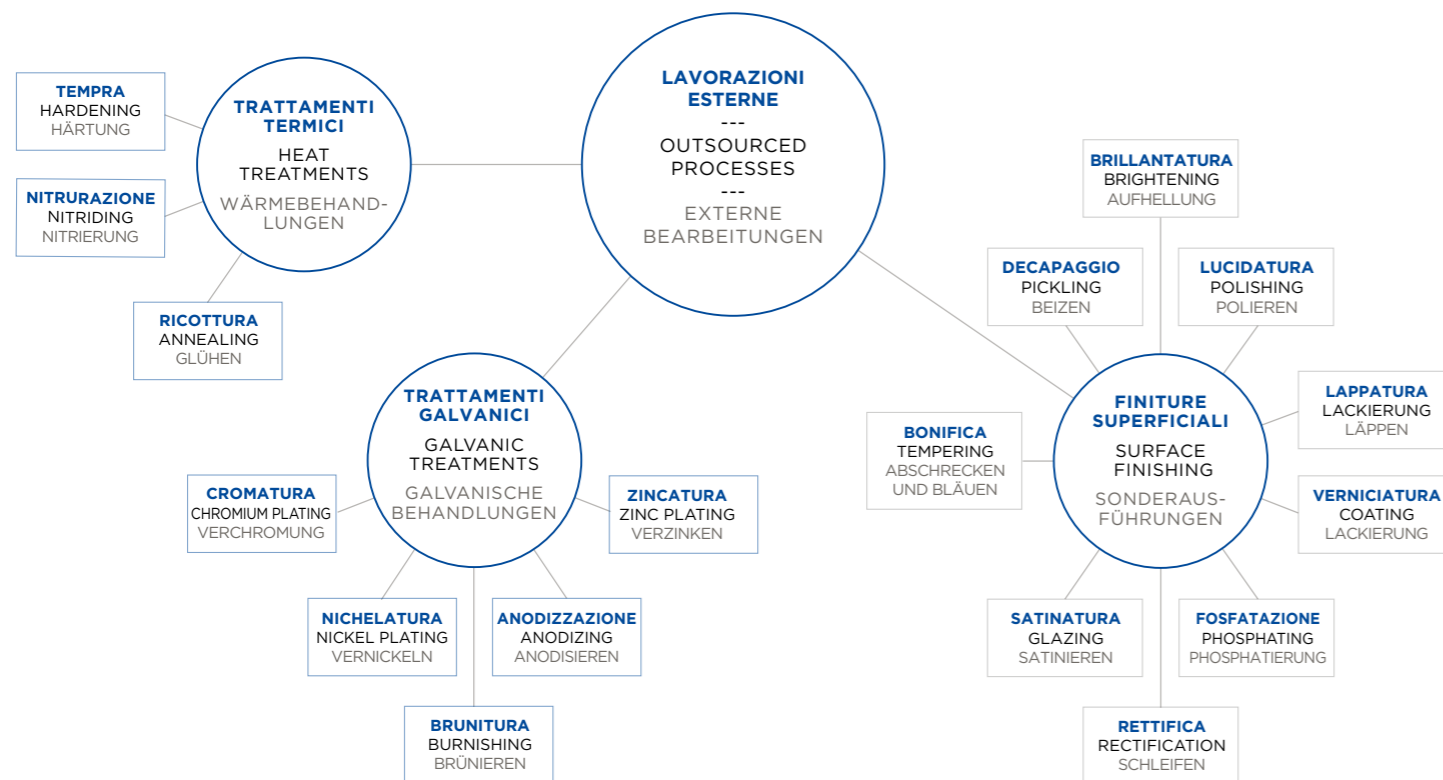 LAVORAZIONI
ESTERNE
---
OUTSOURCED
PROCESSES
---
EXTERNE
BEARBEITUNGEN
TRATTAMENTI
TERMICI
HEAT
TREATMENTS
WÄRMEBEHAND-
LUNGEN
TEMPRA
HARDENING
HÄRTUNG
NITRURAZIONE
NITRIDING
NITRIERUNG
RICOTTURA
ANNEALING
GLÜHEN
TRATTAMENTI
GALVANICI
GALVANIC
TREATMENTS
GALVANISCHE
BEHANDLUNGEN
CROMATURA
CHROMIUM PLATING
VERCHROMUNG
NICHELATURA
NICKEL PLATING
VERNICKELN
BRUNITURA
BURNISHING
BRÜNIEREN
ANODIZZAZIONE
ANODIZING
ANODISIEREN
ZINCATURA
ZINC PLATING
VERZINKEN
FINITURE
SUPERFICIALI
SURFACE
FINISHING
SONDERAUS-
FÜHRUNGEN
BRILLANTATURA
BRIGHTENING
AUFHELLUNG
DECAPAGGIO
PICKLING
BEIZEN
LUCIDATURA
POLISHING
POLIEREN
LAPPATURA
LACKIERUNG
LÄPPEN
BONIFICA
TEMPERING
ABSCHRECKEN
UND BLÄUEN
VERNICIATURA
COATING
LACKIERUNG
SATINATURA
GLAZING
SATINIEREN
FOSFATAZIONE
PHOSPHATING
PHOSPHATIERUNG
RETTIFICA
RECTIFICATION
SCHLEIFEN